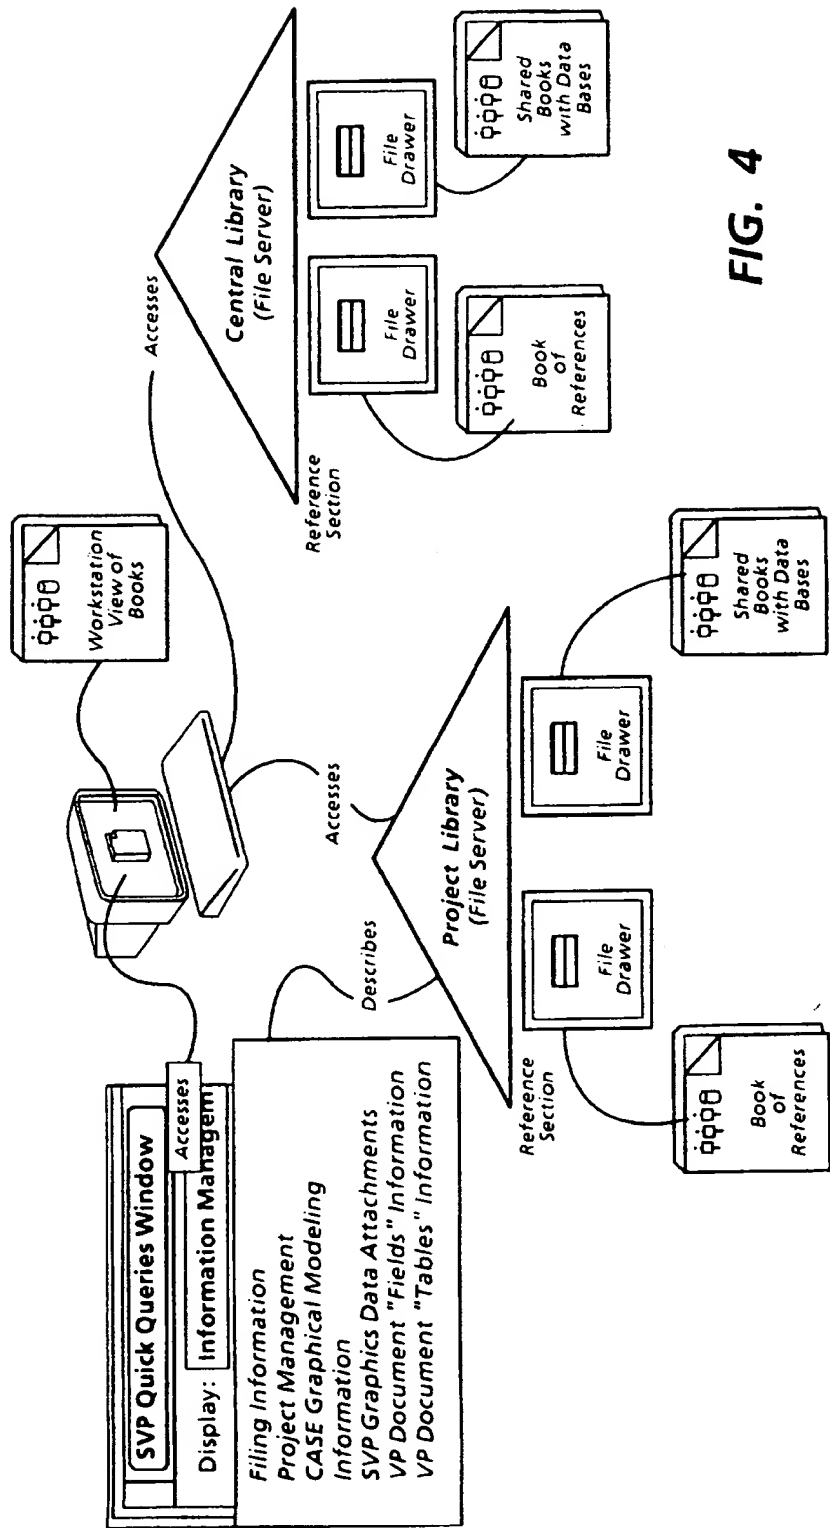 SVP Quick Queries Window
Accesses
Display: Information Managem
Filing Information
Project Management
CASE Graphical Modeling
Information
SVP Graphics Data Attachments
VP Document "Fields" Information
VP Document "Tables" Information
Workstation
View of
Books
Describes
Accesses
Accesses
Project Library
(File Server)
Reference
Section
File
Drawer
File
Drawer
Book
of
References
Shared
Books
with Data
Bases
Central Library
(File Server)
Reference
Section
File
Drawer
File
Drawer
Book
of
References
Shared
Books
with Data
Bases
FIG. 4